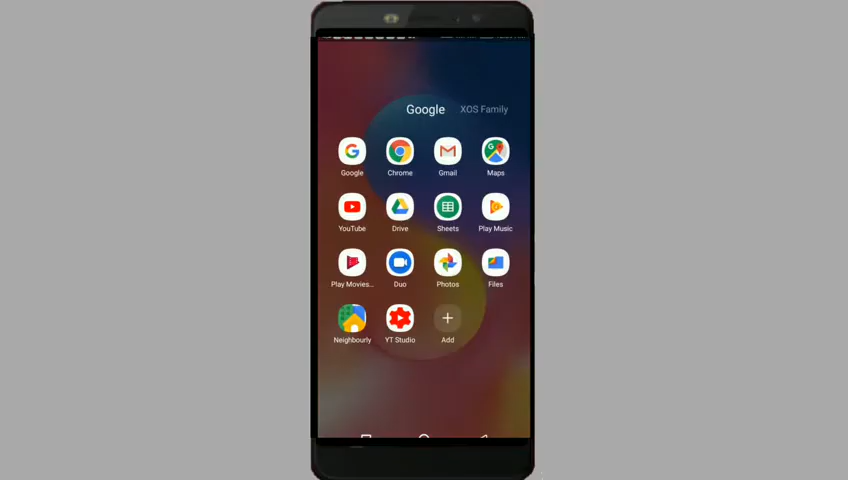 Google XOS Family
Google Chrome Gmail Maps
YouTube Drive Sheets Play Music
Play Movies... Duo Photos Files
Neighbourly YT Studio Add